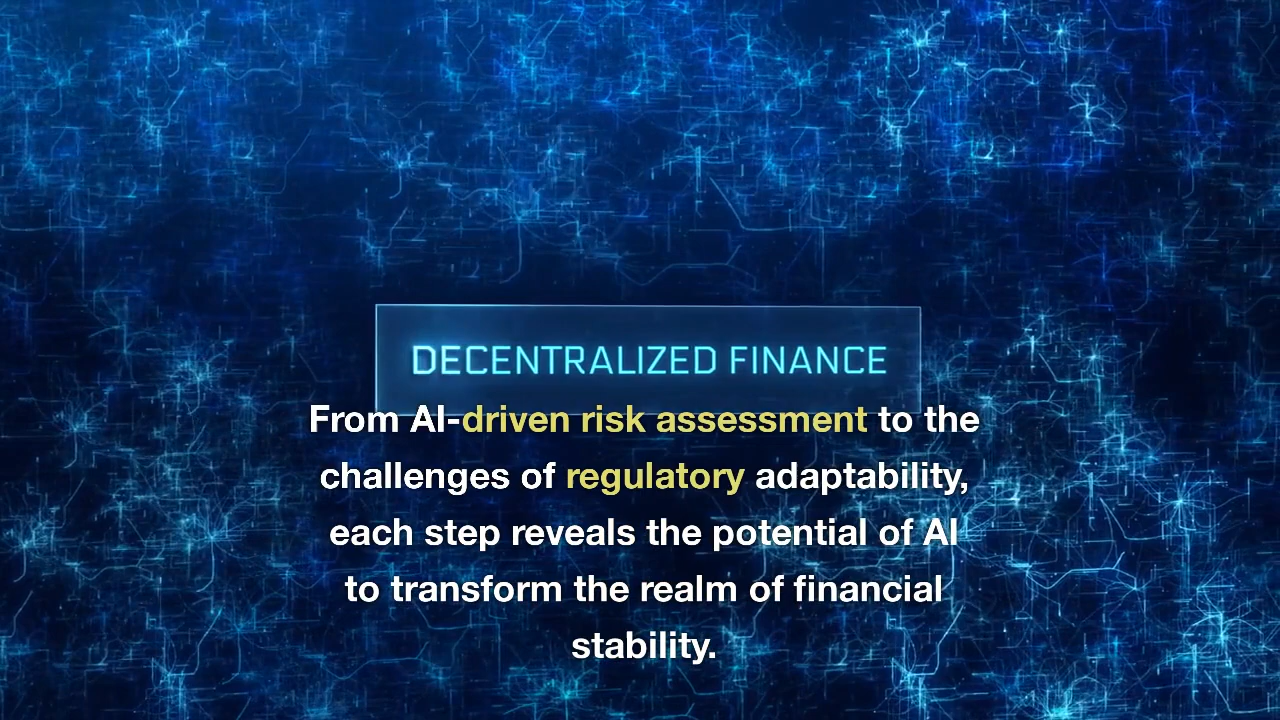 DECENTRALIZED FINANCE
From AI-driven risk assessment to the
challenges of regulatory adaptability,
each step reveals the potential of AI
to transform the realm of financial
stability.